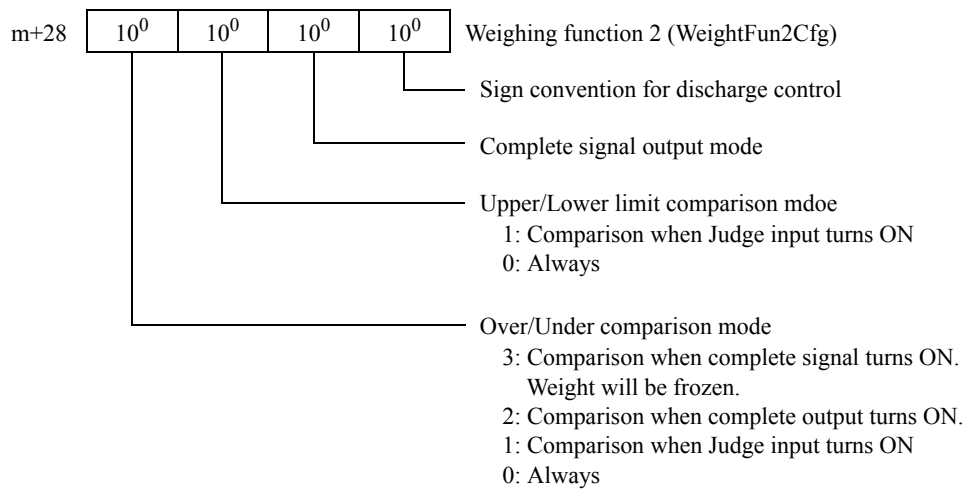 m+28 10⁰ 10⁰ 10⁰ 10⁰ Weighing function 2 (WeightFun2Cfg)
Sign convention for discharge control
Complete signal output mode
Upper/Lower limit comparison mdoe
1: Comparison when Judge input turns ON
0: Always
Over/Under comparison mode
3: Comparison when complete signal turns ON.
Weight will be frozen.
2: Comparison when complete output turns ON.
1: Comparison when Judge input turns ON
0: Always